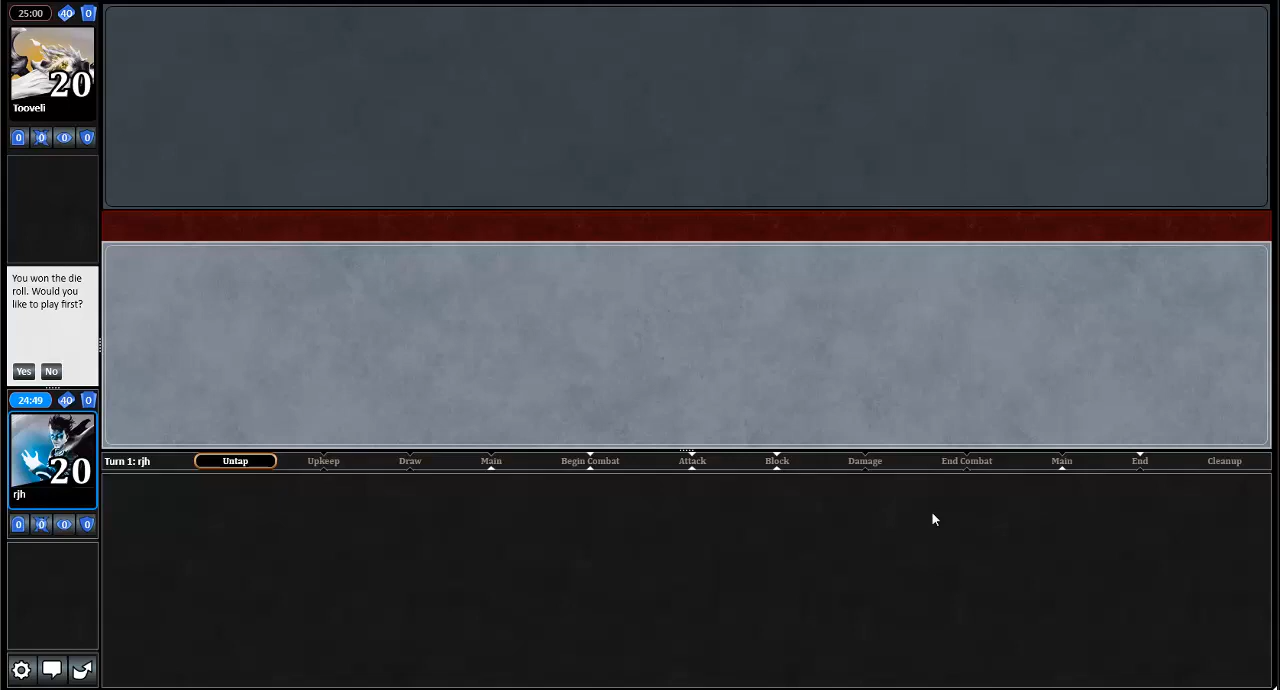 25:00 40 0
20
Tooveli
0 0 0 0
You won the die
roll. Would you
like to play first?
Yes No
24:49 40 0
20
rjh
Turn 1: rjh Untap Upkeep Draw Main Begin Combat Attack Block Damage End Combat Main End Cleanup
0 0 0 0